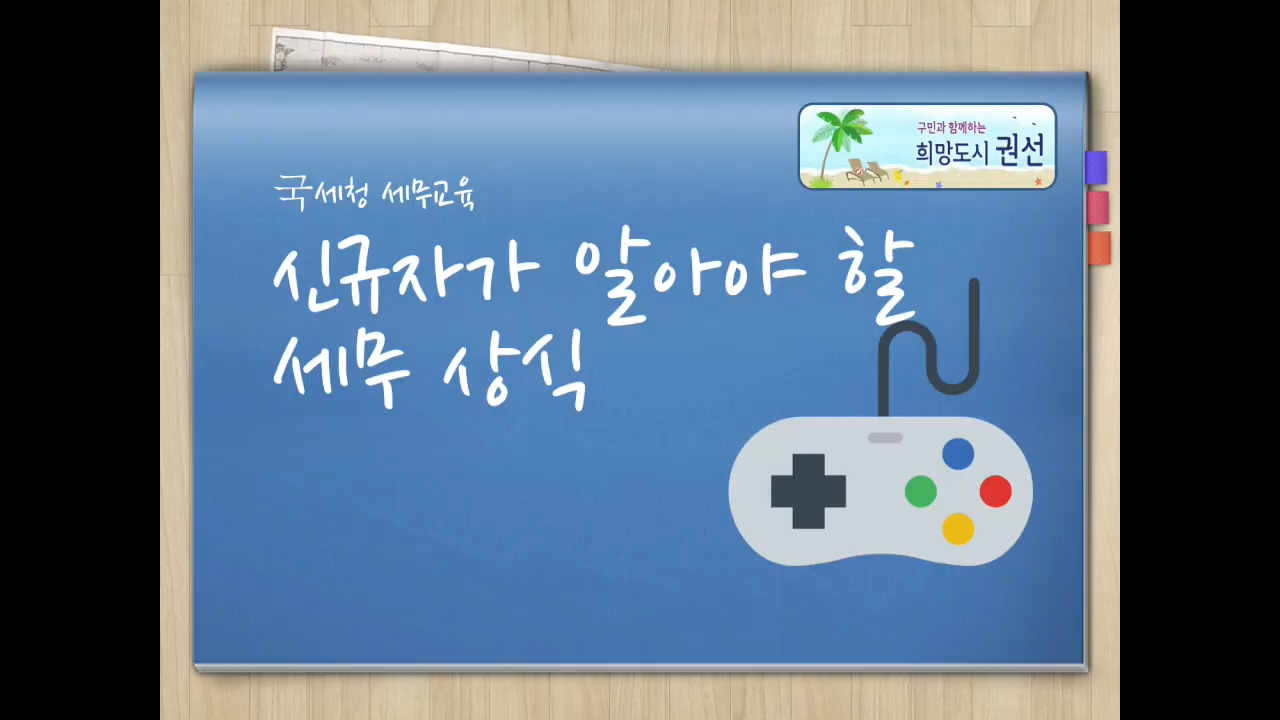 구민과 함께하는
희망도시 권선
국세청 세무교육
신규자가 알아야 할
세무 상식